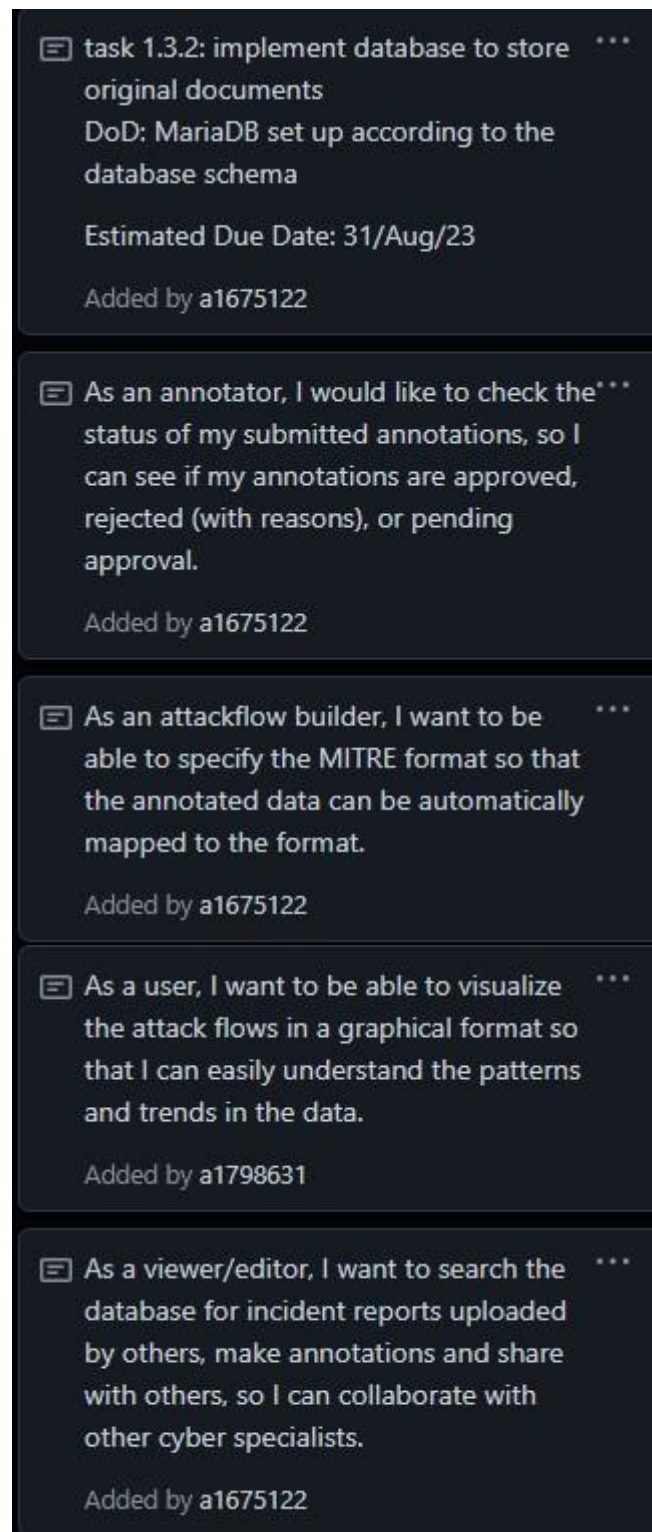 task 1.3.2: implement database to store
original documents
DoD: MariaDB set up according to the
database schema
Estimated Due Date: 31/Aug/23
Added by a1675122
As an annotator, I would like to check the
status of my submitted annotations, so I
can see if my annotations are approved,
rejected (with reasons), or pending
approval.
Added by a1675122
As an attackflow builder, I want to be
able to specify the MITRE format so that
the annotated data can be automatically
mapped to the format.
Added by a1675122
As a user, I want to be able to visualize
the attack flows in a graphical format so
that I can easily understand the patterns
and trends in the data.
Added by a1798631
As a viewer/editor, I want to search the
database for incident reports uploaded
by others, make annotations and share
with others, so I can collaborate with
other cyber specialists.
Added by a1675122